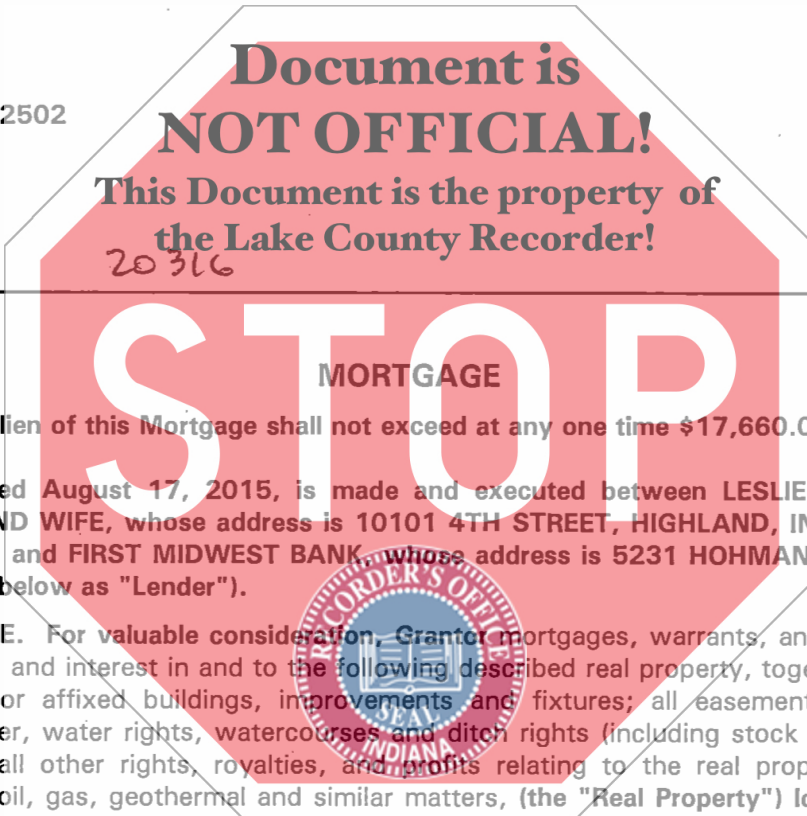 Document is
NOT OFFICIAL!
2502
This Document is the property of
the Lake County Recorder!
20316
STOP
MORTGAGE
lien of this Mortgage shall not exceed at any one time $17,660.0
ed August 17, 2015, is made and executed between LESLIE
ND WIFE, whose address is 10101 4TH STREET, HIGHLAND, IN
and FIRST MIDWEST BANK, whose address is 5231 HOHMAN
below as "Lender").
E. For valuable consideration, Grantor mortgages, warrants, an
and interest in and to the following described real property, toge
or affixed buildings, improvements and fixtures; all easement
er, water rights, watercourses and ditch rights (including stock
all other rights, royalties, and profits relating to the real prop
oil, gas, geothermal and similar matters, (the "Real Property") lo
RECORDER'S OFFICE
SEAL
INDIANA